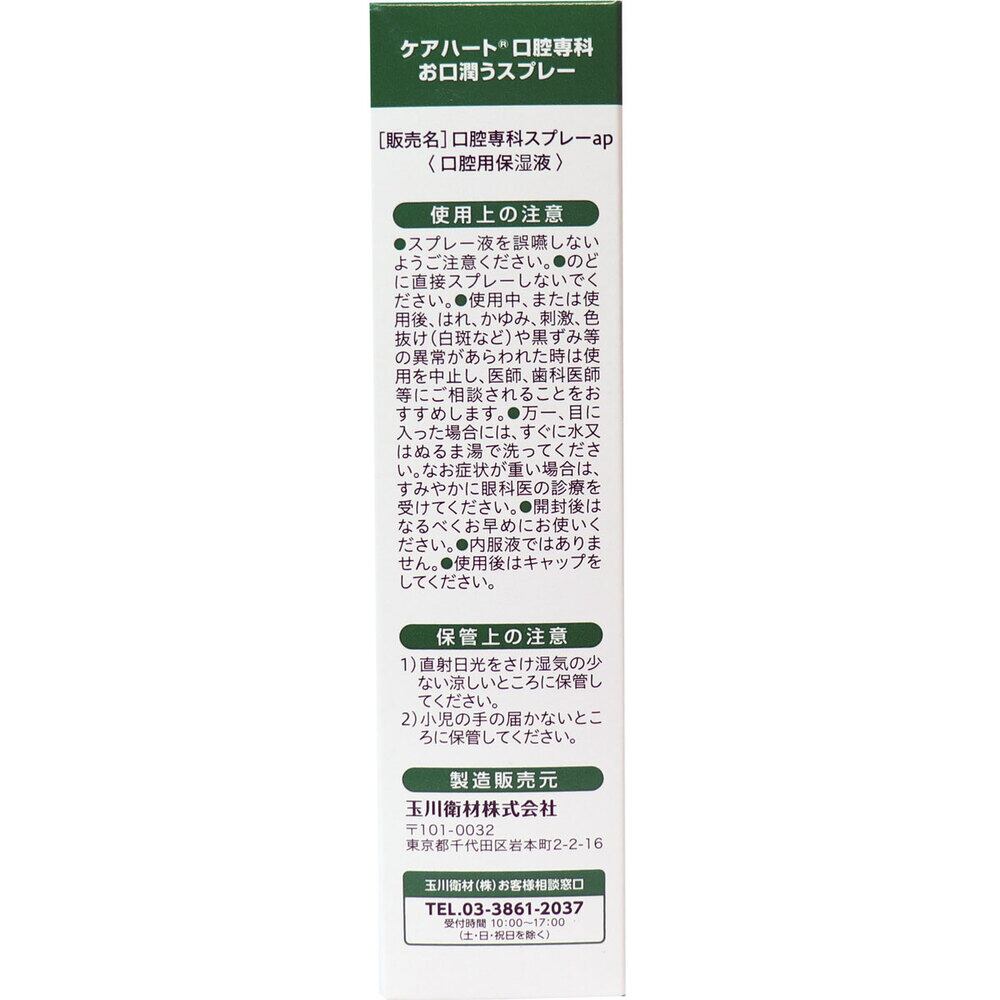 ケアハート®口腔専科
お口潤うスプレー
［販売名］口腔専科スプレーap
〈口腔用保湿液〉
使用上の注意
●スプレー液を誤嚥しない
ようご注意ください。●のど
に直接スプレーしないでく
ださい。●使用中、または使
用後、はれ、かゆみ、刺激、色
抜け（白斑など）や黒ずみ等
の異常があらわれた時は使
用を中止し、医師、歯科医師
等にご相談されることをお
すすめします。●万一、目に
入った場合には、すぐに水又
はぬるま湯で洗ってくださ
い。なお症状が重い場合は、
すみやかに眼科医の診療を
受けてください。●開封後は
なるべくお早めにお使いく
ださい。●内服液ではありま
せん。●使用後はキャップを
してください。
保管上の注意
1）直射日光をさけ湿気の少
ない涼しいところに保管し
てください。
2）小児の手の届かないとこ
ろに保管してください。
製造販売元
玉川衛材株式会社
〒101-0032
東京都千代田区岩本町2-2-16
玉川衛材（株）お客様相談窓口
TEL.03-3861-2037
受付時間 10:00～17:00
（土・日・祝日を除く）